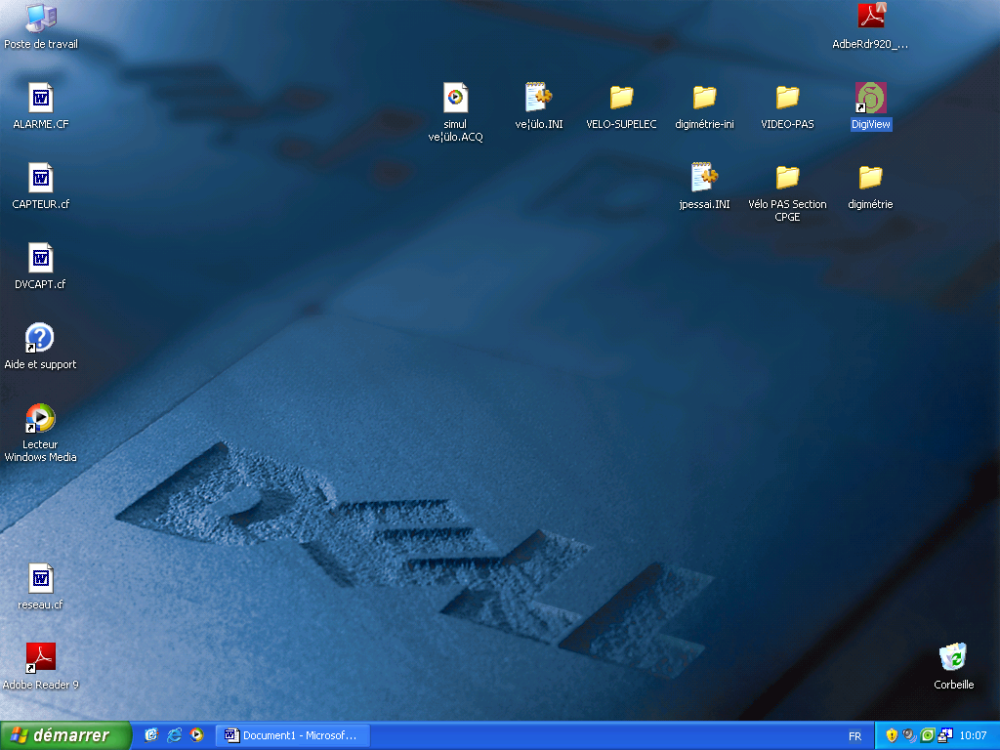 Poste de travail
AdbeRdr920_...
ALARME.CF
simul
ve¦ülo.ACQ
ve¦ülo.INI
VELO-SUPELEC
digimétrie-ini
VIDEO-PAS
DigiView
CAPTEUR.cf
jpessai.INI
Vélo PAS Section
CPGE
digimétrie
DVCAPT.cf
Aide et support
Lecteur
Windows Media
DELL
reseau.cf
Adobe Reader 9
Corbeille
démarrer
Document1 - Microsof...
FR
10:07